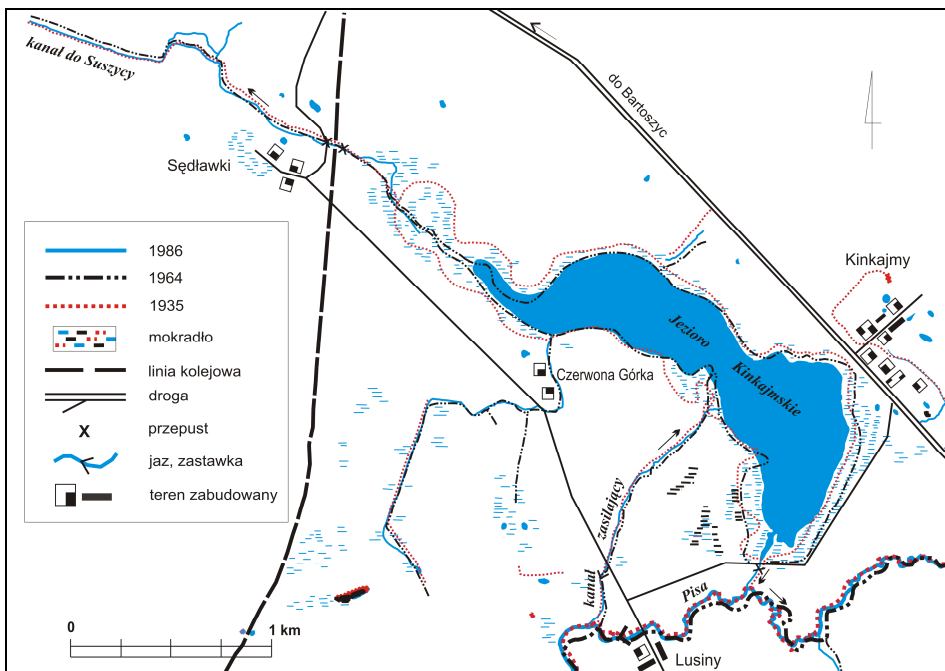 kanał do Suszycy
do Bartoszyc
Sędławki
Kinkajmy
1986
1964
1935
mokradło
linia kolejowa
droga
X przepust
jaz, zastawka
teren zabudowany
Jezioro
Kinkajmskie
Czerwona Górka
zasilający
kanał
Pisa
0 1 km
Lusiny